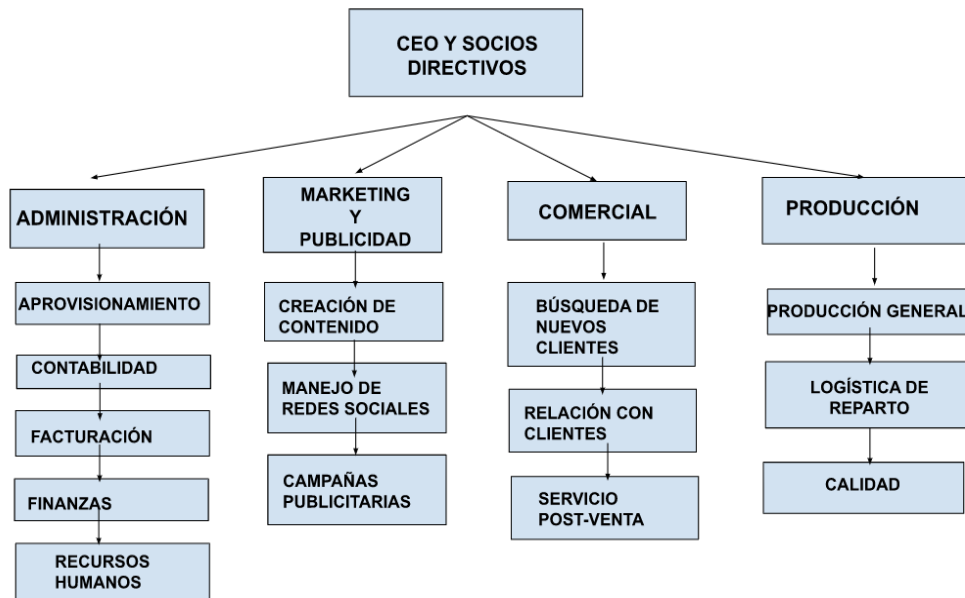 CEO Y SOCIOS
DIRECTIVOS
ADMINISTRACIÓN
APROVISIONAMIENTO
CONTABILIDAD
FACTURACIÓN
FINANZAS
RECURSOS
HUMANOS
MARKETING
Y
PUBLICIDAD
CREACIÓN DE
CONTENIDO
MANEJO DE
REDES SOCIALES
CAMPAÑAS
PUBLICITARIAS
COMERCIAL
BÚSQUEDA DE
NUEVOS
CLIENTES
RELACIÓN CON
CLIENTES
SERVICIO
POST-VENTA
PRODUCCIÓN
PRODUCCIÓN GENERAL
LOGÍSTICA DE
REPARTO
CALIDAD